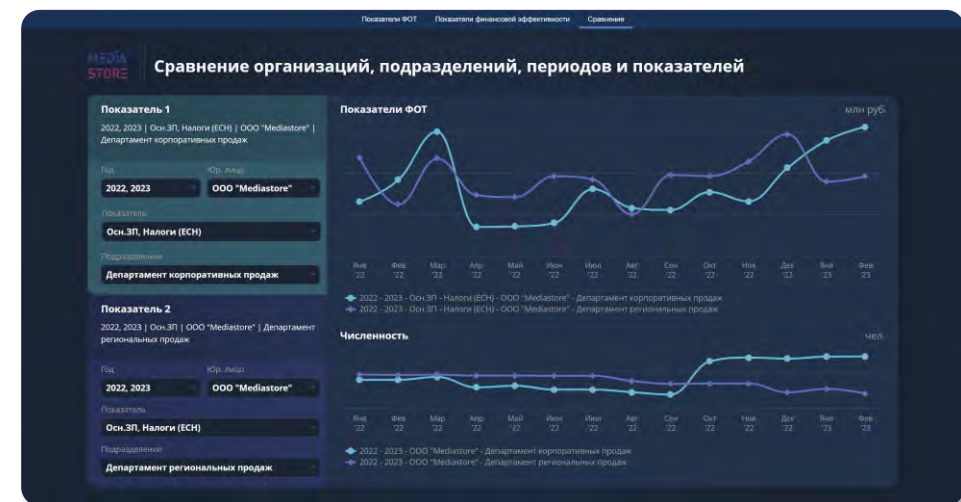 Показатели ФОТ Показатели финансовой эффективности Сравнение
MEDIA
STORE
Сравнение организаций, подразделений, периодов и показателей
Показатель 1
2022, 2023 | Осн.ЗП, Налоги (ЕСН) | ООО "Mediastore" |
Департамент корпоративных продаж
Год Юр. лицо
2022, 2023 ООО "Mediastore"
Показатель
Осн.ЗП, Налоги (ЕСН)
Подразделение
Департамент корпоративных продаж
Показатель 2
2022, 2023 | Осн.ЗП | ООО "Mediastore" | Департамент
региональных продаж
Год Юр. лицо
2022, 2023 ООО "Mediastore"
Показатель
Осн.ЗП, Налоги (ЕСН)
Подразделение
Департамент региональных продаж
Показатели ФОТ млн руб.
Янв Фев Мар Апр Май Июн Июл Авг Сен Окт Ноя Дек Янв Фев
'22 '22 '22 '22 '22 '22 '22 '22 '22 '22 '22 '22 '23 '23
2022 - 2023 - Осн.ЗП - Налоги (ЕСН) - ООО "Mediastore" - Департамент корпоративных продаж
2022 - 2023 - Осн.ЗП - Налоги (ЕСН) - ООО "Mediastore" - Департамент региональных продаж
Численность чел.
Янв Фев Мар Апр Май Июн Июл Авг Сен Окт Ноя Дек Янв Фев
'22 '22 '22 '22 '22 '22 '22 '22 '22 '22 '22 '22 '23 '23
2022 - 2023 - ООО "Mediastore" - Департамент корпоративных продаж
2022 - 2023 - ООО "Mediastore" - Департамент региональных продаж